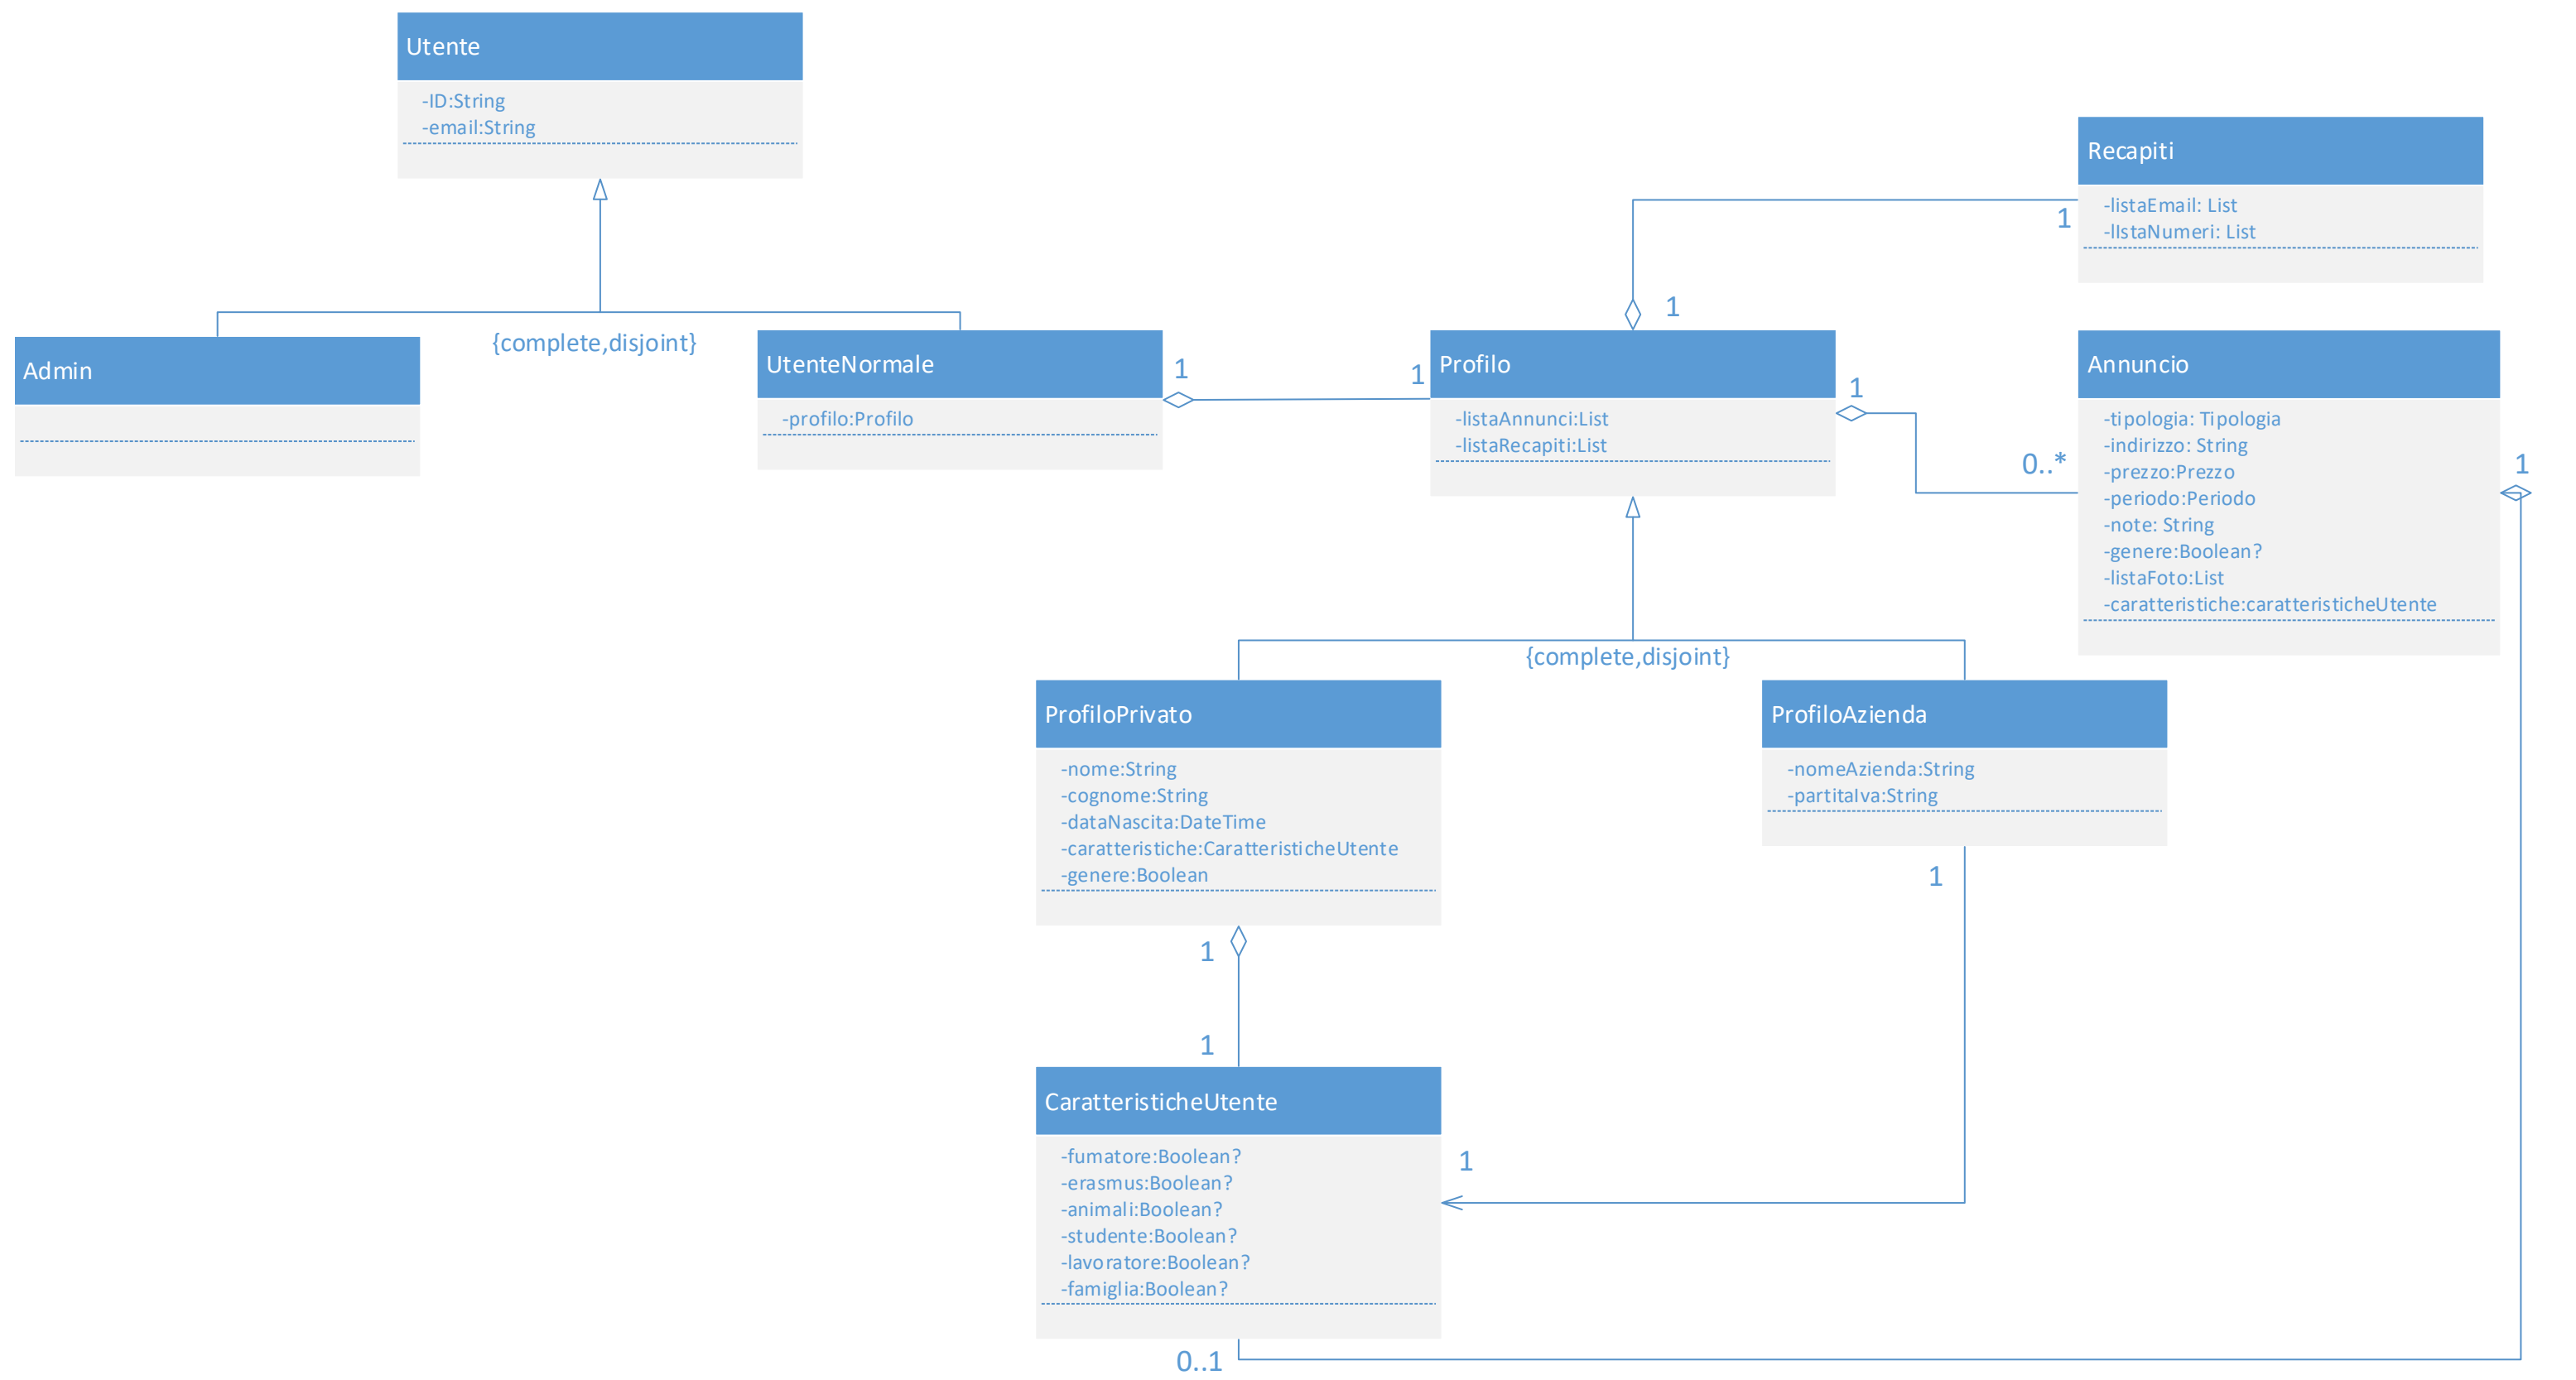 Utente
-ID:String
-email:String
{complete,disjoint}
Admin
UtenteNormale
-profilo:Profilo
1
1
Profilo
-listaAnnunci:List
-listaRecapiti:List
1
1
Recapiti
-listaEmail: List
-lIstaNumeri: List
1
0..*
Annuncio
-tipologia: Tipologia
-indirizzo: String
-prezzo:Prezzo
-periodo:Periodo
-note: String
-genere:Boolean?
-listaFoto:List
-caratteristiche:caratteristicheUtente
1
{complete,disjoint}
ProfiloPrivato
-nome:String
-cognome:String
-dataNascita:DateTime
-caratteristiche:CaratteristicheUtente
-genere:Boolean
ProfiloAzienda
-nomeAzienda:String
-partitaIva:String
1
1
1
CaratteristicheUtente
-fumatore:Boolean?
-erasmus:Boolean?
-animali:Boolean?
-studente:Boolean?
-lavoratore:Boolean?
-famiglia:Boolean?
1
0..1